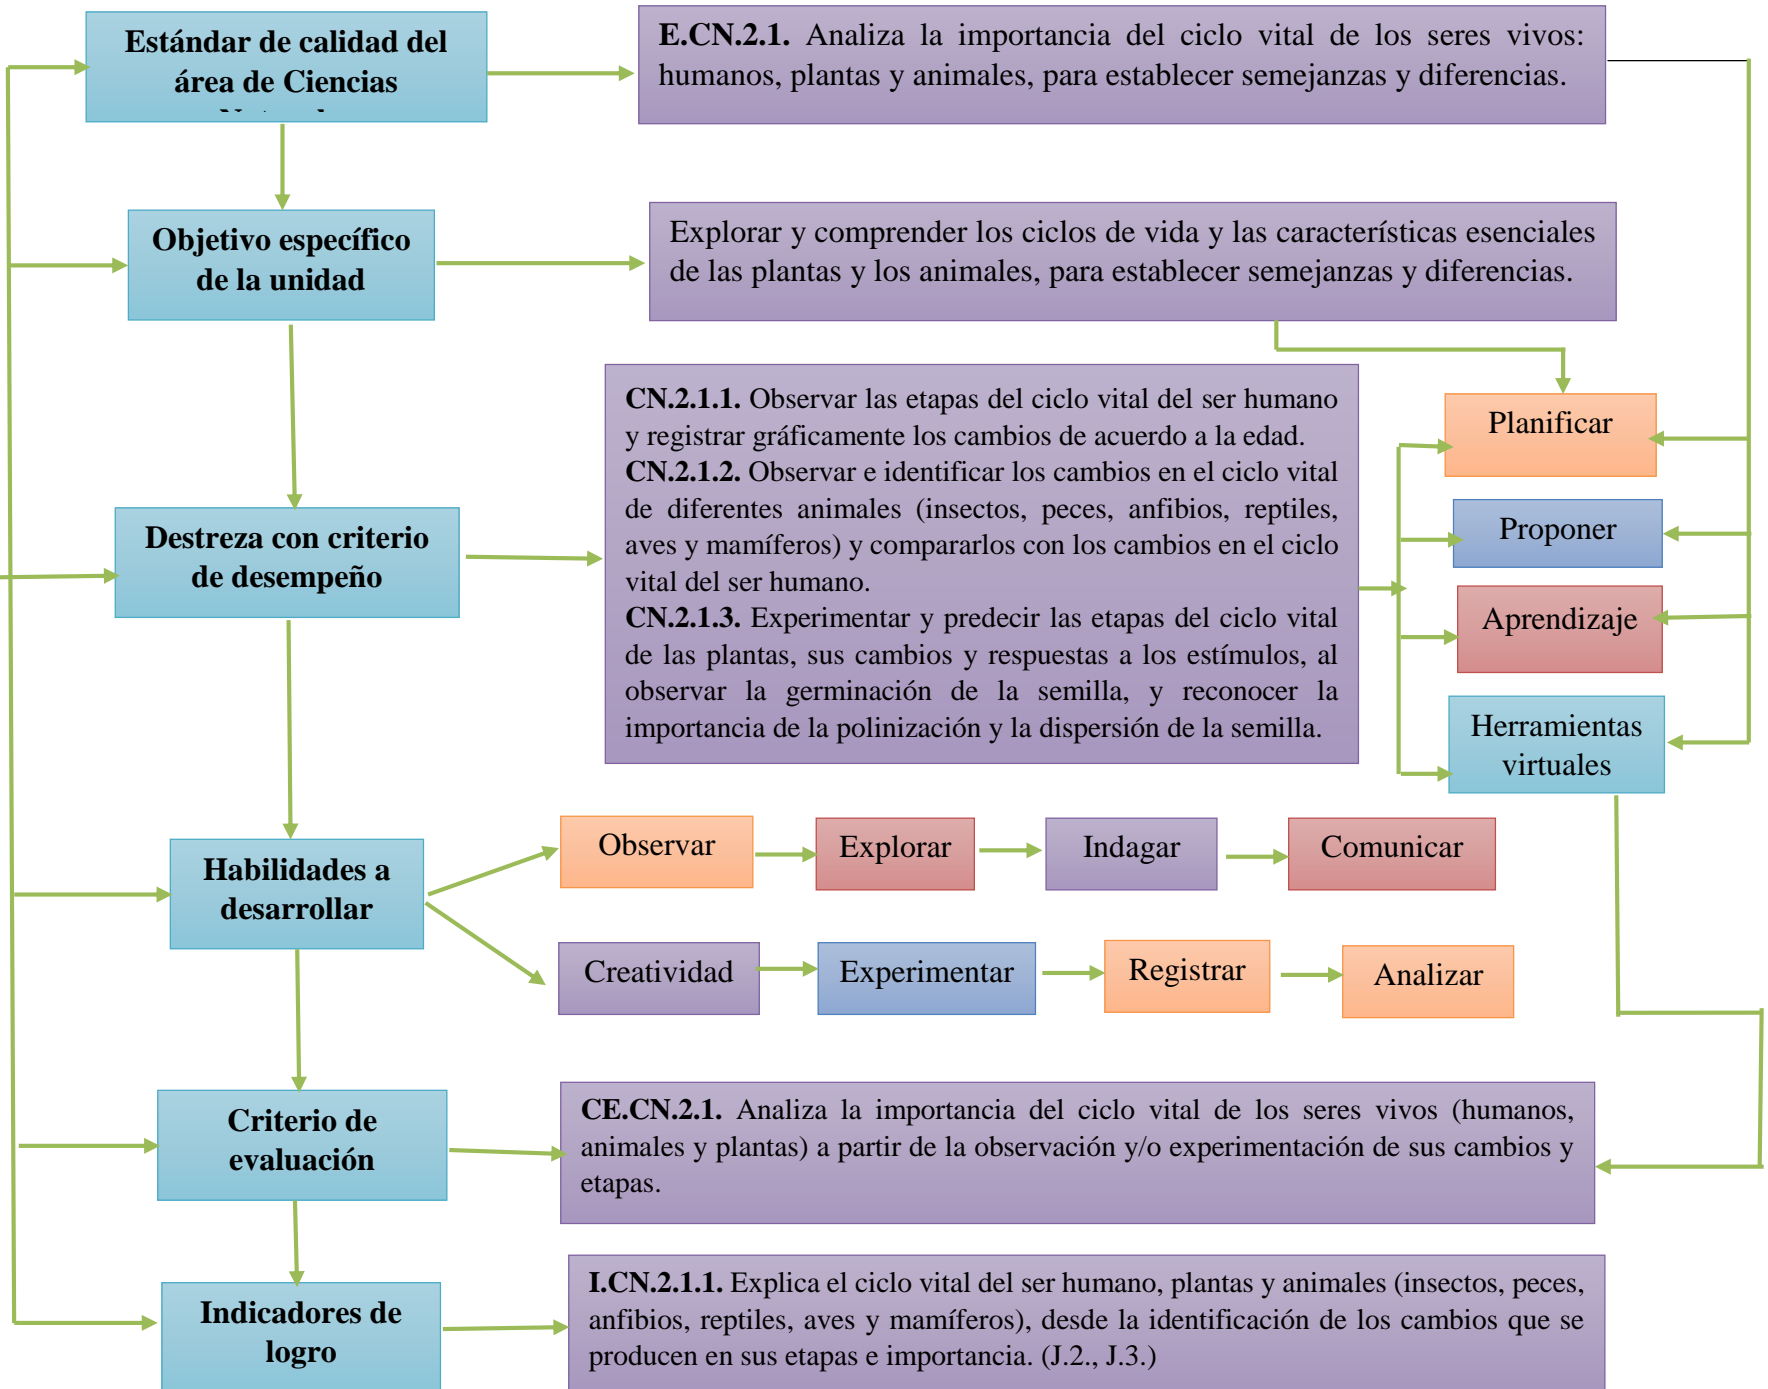 Estándar de calidad del
área de Ciencias
E.CN.2.1. Analiza la importancia del ciclo vital de los seres vivos:
humanos, plantas y animales, para establecer semejanzas y diferencias.
Objetivo específico
de la unidad
Explorar y comprender los ciclos de vida y las características esenciales
de las plantas y los animales, para establecer semejanzas y diferencias.
Destreza con criterio
de desempeño
CN.2.1.1. Observar las etapas del ciclo vital del ser humano
y registrar gráficamente los cambios de acuerdo a la edad.
CN.2.1.2. Observar e identificar los cambios en el ciclo vital
de diferentes animales (insectos, peces, anfibios, reptiles,
aves y mamíferos) y compararlos con los cambios en el ciclo
vital del ser humano.
CN.2.1.3. Experimentar y predecir las etapas del ciclo vital
de las plantas, sus cambios y respuestas a los estímulos, al
observar la germinación de la semilla, y reconocer la
importancia de la polinización y la dispersión de la semilla.
Planificar
Proponer
Aprendizaje
Herramientas
virtuales
Habilidades a
desarrollar
Observar
Explorar
Indagar
Comunicar
Creatividad
Experimentar
Registrar
Analizar
Criterio de
evaluación
CE.CN.2.1. Analiza la importancia del ciclo vital de los seres vivos (humanos,
animales y plantas) a partir de la observación y/o experimentación de sus cambios y
etapas.
Indicadores de
logro
I.CN.2.1.1. Explica el ciclo vital del ser humano, plantas y animales (insectos, peces,
anfibios, reptiles, aves y mamíferos), desde la identificación de los cambios que se
producen en sus etapas e importancia. (J.2., J.3.)